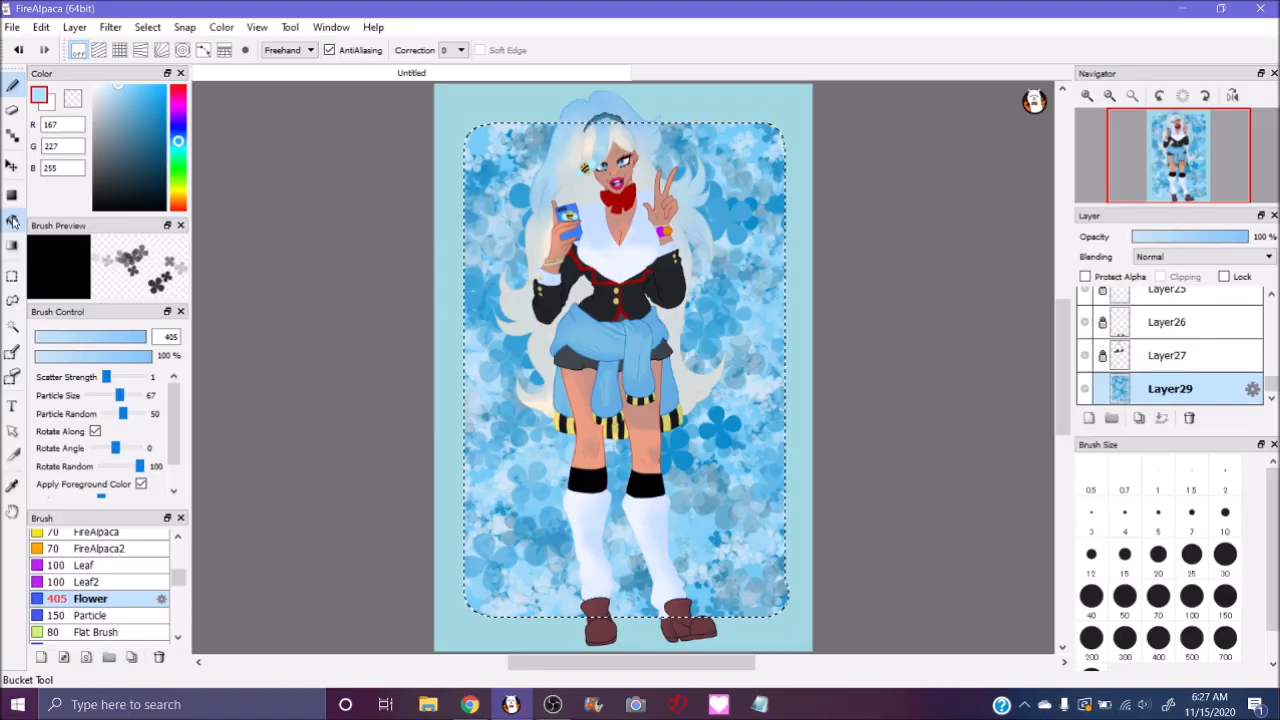 FireAlpaca (64bit)
File Edit Layer Filter Select Snap Color View Tool Window Help
off Freehand AntiAliasing Correction 0 Soft Edge
Color
Untitled
Navigator
R 167
G 227
B 255
Brush Preview
Layer
Opacity 100 %
Blending Normal
Protect Alpha Clipping Lock
Layer25
Layer26
Layer27
Layer29
Brush Control
405
100 %
Scatter Strength 1
Particle Size 67
Particle Random 50
Rotate Along
Rotate Angle 0
Rotate Random 100
Apply Foreground Color
Brush
70 FireAlpaca
70 FireAlpaca2
100 Leaf
100 Leaf2
405 Flower
150 Particle
80 Flat Brush
Brush Size
0.5 0.7 1 1.5 2
3 4 5 7 10
12 15 20 25 30
40 50 70 100 150
200 300 400 500 700
Bucket Tool
Type here to search
6:27 AM
11/15/2020